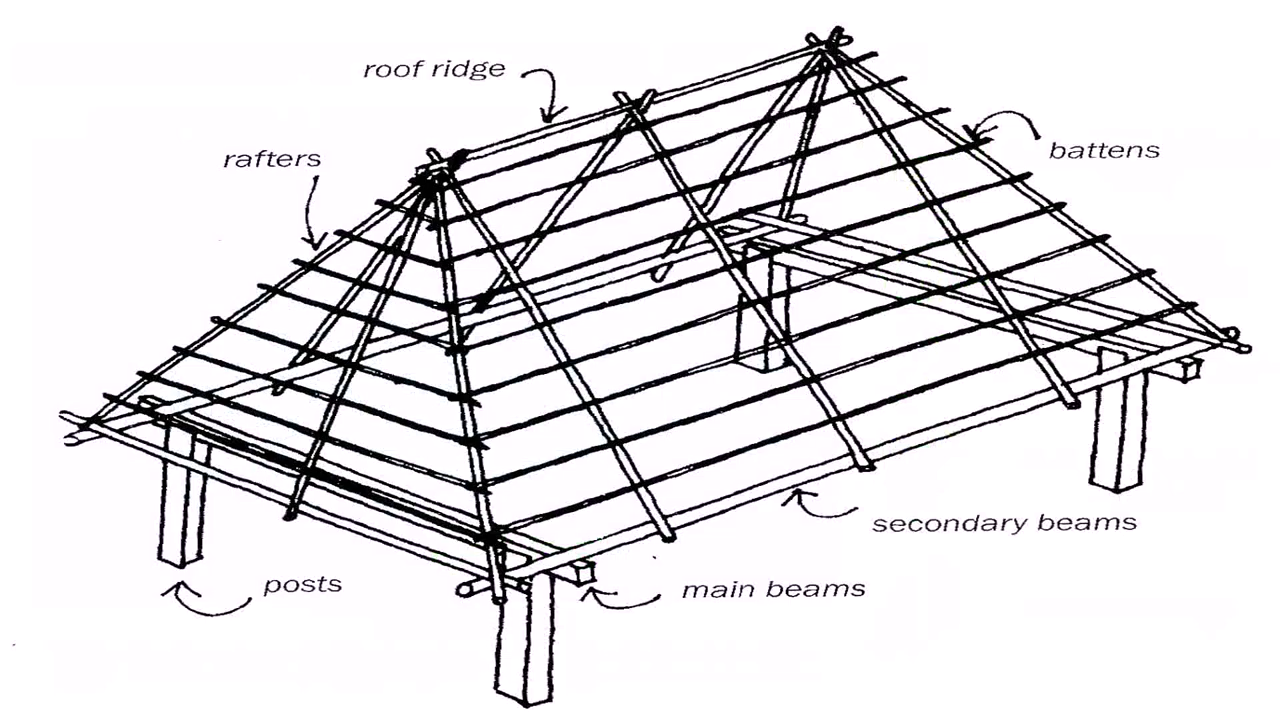 roof ridge
rafters
battens
secondary beams
posts
main beams